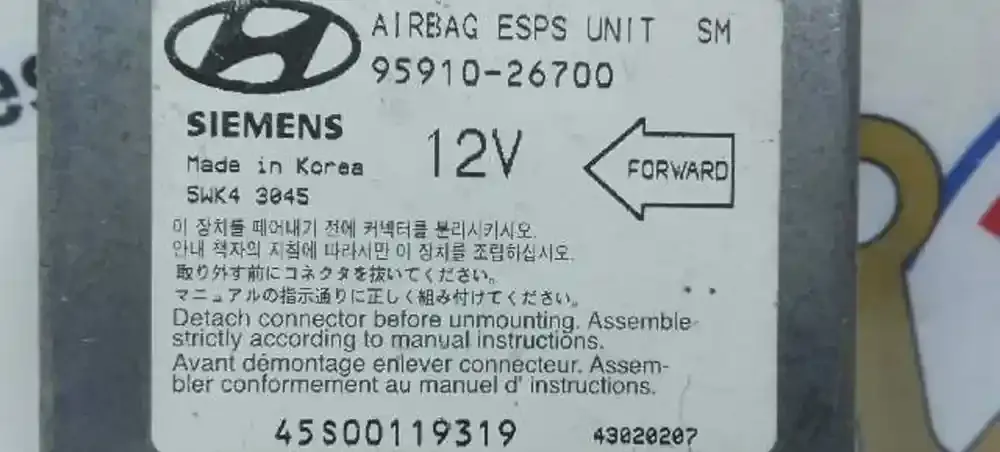 AIRBAG ESPS UNIT SM
95910-26700
SIEMENS
Made in Korea
5WK4 3045
12V
FORWARD
이 장치를 떼어내기 전에 커넥터를 분리시키시오.
안내 책자의 지침에 따라서만 이 장치를 조립하십시오.
取り外す前にコネクタを抜いてください。
マニュアルの指示通りに正しく組み付けてください。
Detach connector before unmounting. Assemble
strictly according to manual instructions.
Avant démontage enlever connecteur. Assem-
bler conformement au manuel d' instructions.
45S00119319
43020207